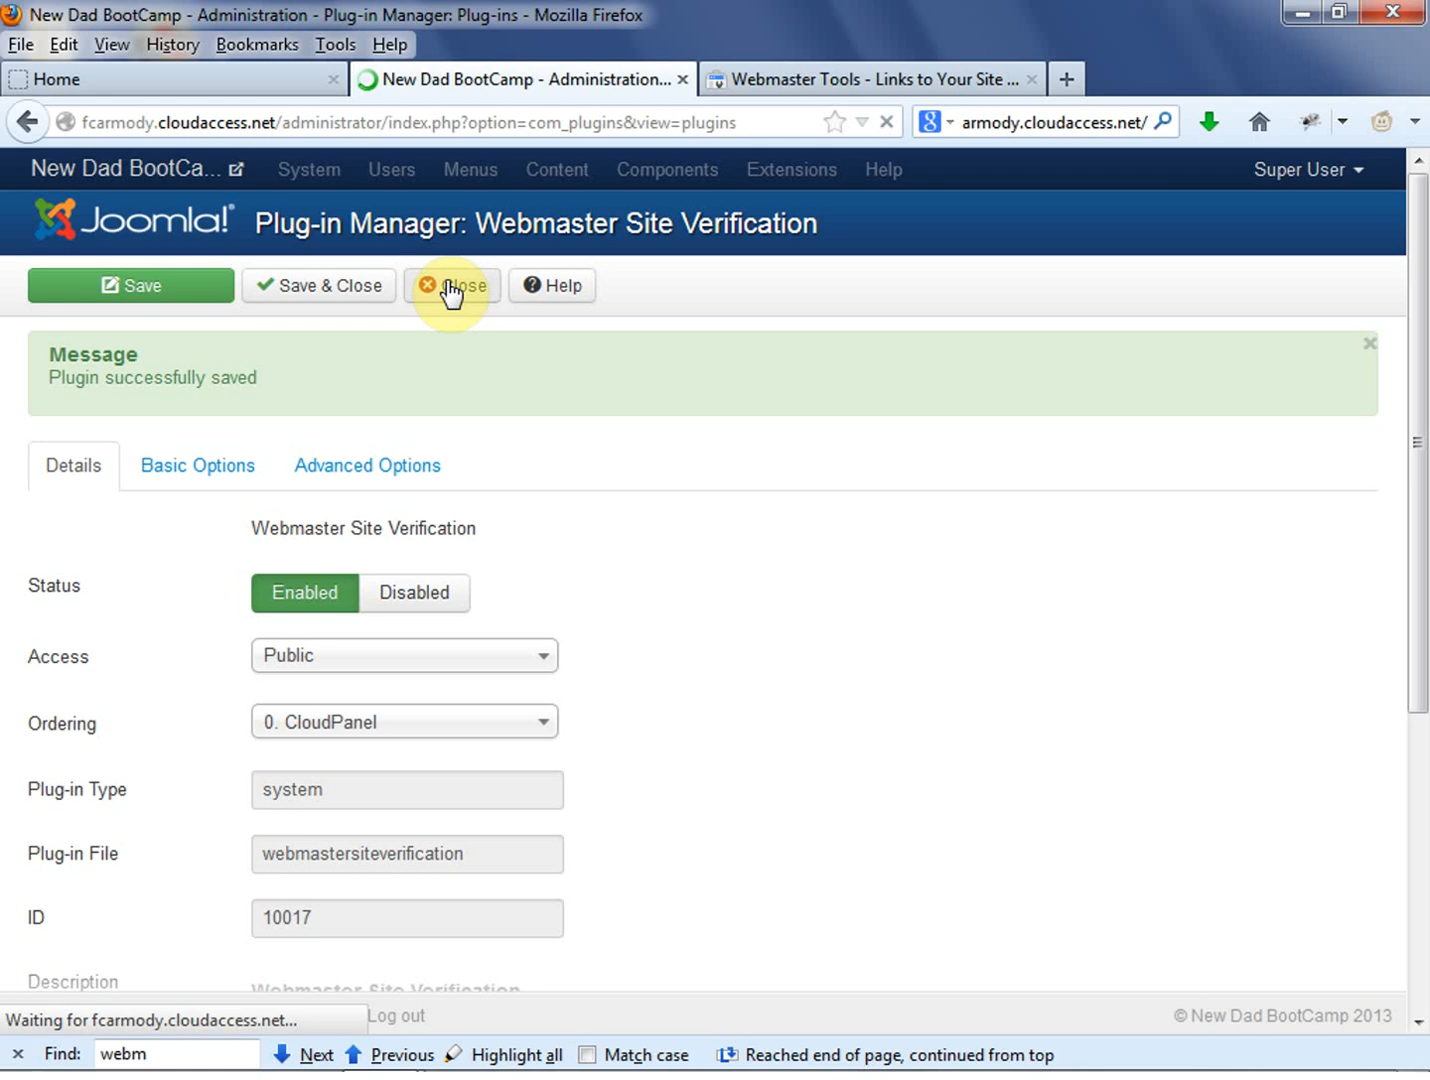 New Dad BootCamp - Administration - Plug-in Manager: Plug-ins - Mozilla Firefox
File Edit View History Bookmarks Tools Help
Home
New Dad BootCamp - Administration...
Webmaster Tools - Links to Your Site ...
fcarmody.cloudaccess.net/administrator/index.php?option=com_plugins&view=plugins
armody.cloudaccess.net/
New Dad BootCa... System Users Menus Content Components Extensions Help Super User
Joomla!® Plug-in Manager: Webmaster Site Verification
Save Save & Close Close Help
Message
Plugin successfully saved
Details Basic Options Advanced Options
Webmaster Site Verification
Status Enabled Disabled
Access Public
Ordering 0. CloudPanel
Plug-in Type system
Plug-in File webmastersiteverification
ID 10017
Description Webmaster Site Verification
Waiting for fcarmody.cloudaccess.net... Log out © New Dad BootCamp 2013
Find: webm Next Previous Highlight all Match case Reached end of page, continued from top